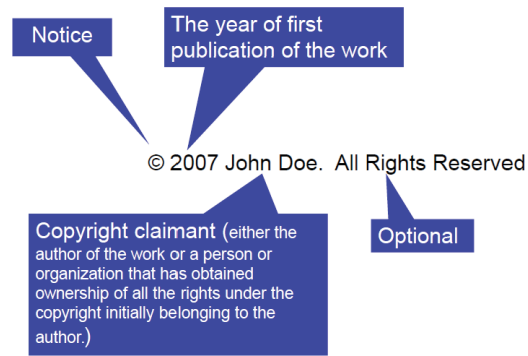 Notice
The year of first
publication of the work
© 2007 John Doe.  All Rights Reserved
Copyright claimant (either the
author of the work or a person or
organization that has obtained
ownership of all the rights under the
copyright initially belonging to the
author.)
Optional